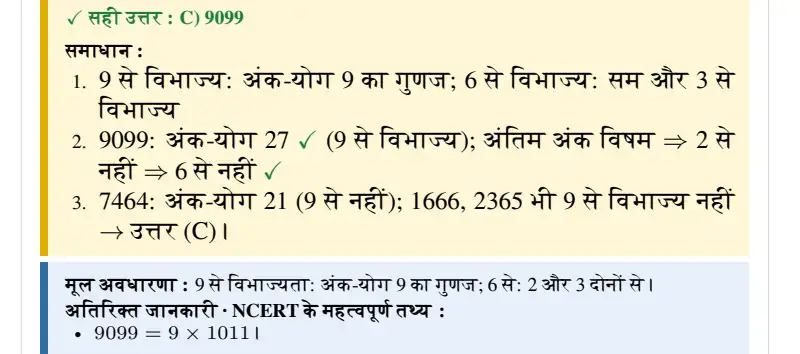 ✓ सही उत्तर : C) 9099
समाधान :
1. 9 से विभाज्य: अंक-योग 9 का गुणज; 6 से विभाज्य: सम और 3 से
विभाज्य
2. 9099: अंक-योग 27 ✓ (9 से विभाज्य); अंतिम अंक विषम ⇒ 2 से
नहीं ⇒ 6 से नहीं ✓
3. 7464: अंक-योग 21 (9 से नहीं); 1666, 2365 भी 9 से विभाज्य नहीं
→ उत्तर (C)।
मूल अवधारणा : 9 से विभाज्यता: अंक-योग 9 का गुणज; 6 से: 2 और 3 दोनों से।
अतिरिक्त जानकारी · NCERT के महत्वपूर्ण तथ्य :
• 9099 = 9 × 1011।